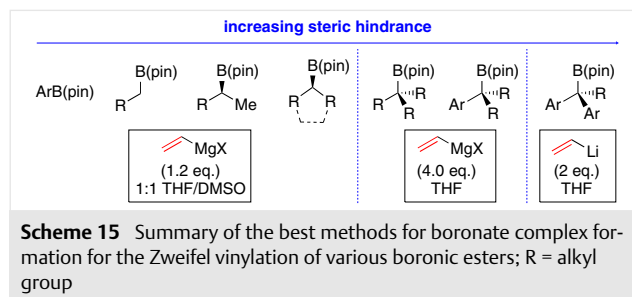 increasing steric hindrance
ArB(pin)
B(pin)
R
B(pin)
R Me
B(pin)
R R
B(pin)
R R
R
B(pin)
Ar R
R
B(pin)
Ar R
Ar
MgX
(1.2 eq.)
1:1 THF/DMSO
MgX
(4.0 eq.)
THF
Li
(2 eq.)
THF
Scheme 15 Summary of the best methods for boronate complex for-
mation for the Zweifel vinylation of various boronic esters; R = alkyl
group